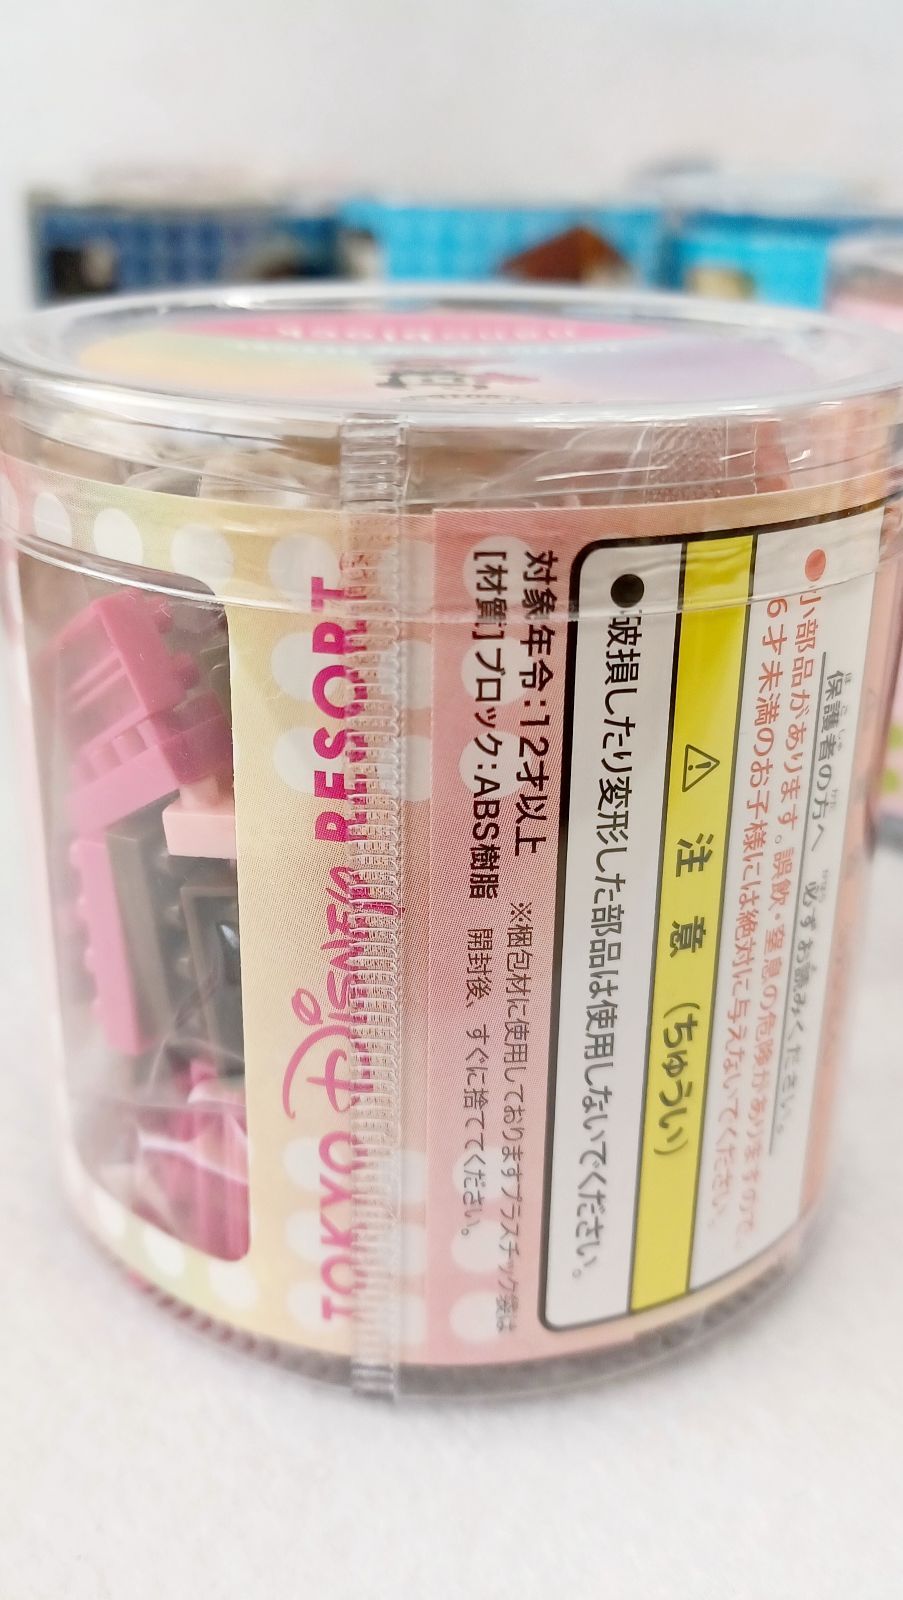 nanoblock
TOKYO Disney RESORT
対象年令：12才以上
[材質]ブロック：ABS樹脂
※梱包材に使用しておりますプラスチック袋は
開封後、すぐに捨ててください。
保護者の方へ 必ずお読みください。
●小部品があります。誤飲・窒息の危険がありますので、
6才未満のお子様には絶対に与えないでください。
⚠ 注意（ちゅうい）
●破損したり変形した部品は使用しないでください。